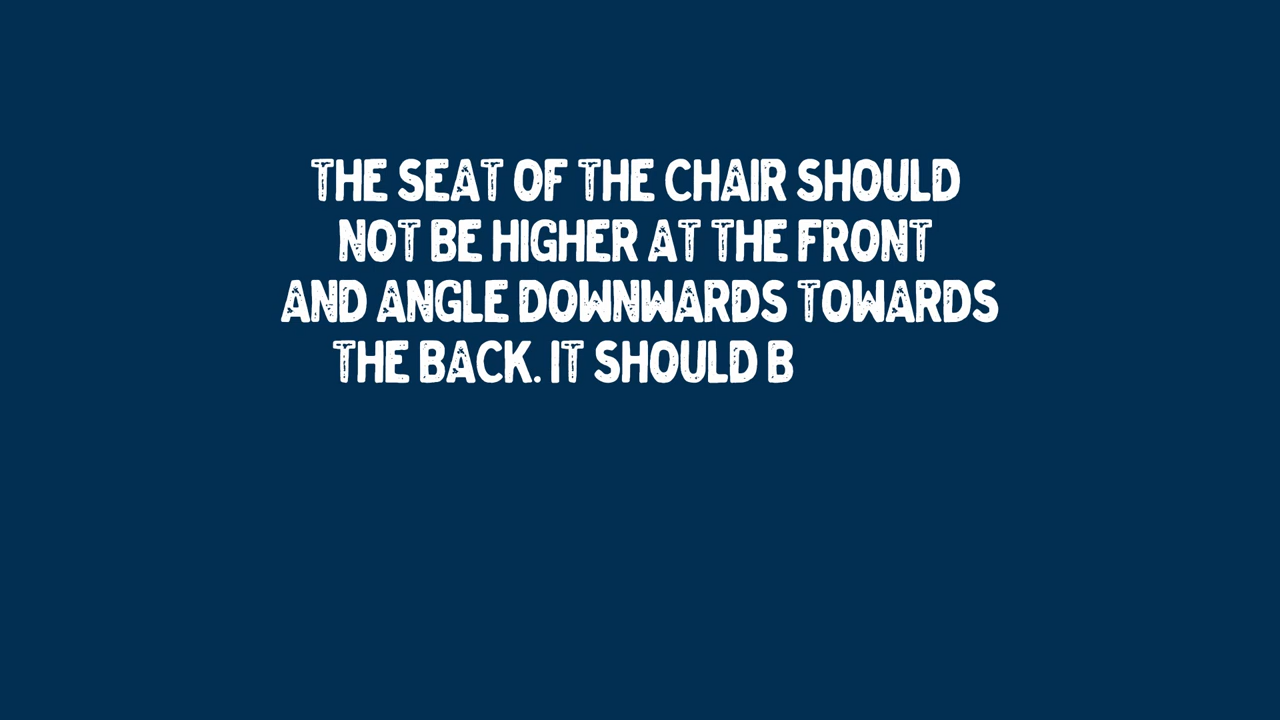 THE SEAT OF THE CHAIR SHOULD
NOT BE HIGHER AT THE FRONT
AND ANGLE DOWNWARDS TOWARDS
THE BACK. IT SHOULD B